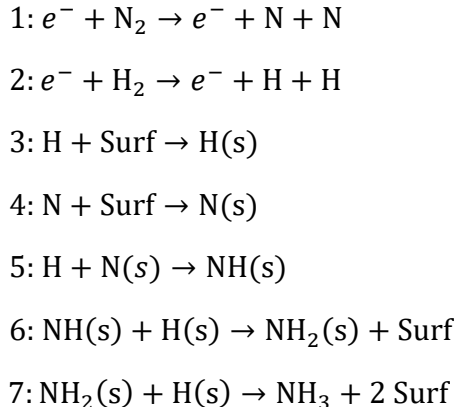 1: e⁻ + N₂ → e⁻ + N + N
2: e⁻ + H₂ → e⁻ + H + H
3: H + Surf → H(s)
4: N + Surf → N(s)
5: H + N(s) → NH(s)
6: NH(s) + H(s) → NH₂(s) + Surf
7: NH₂(s) + H(s) → NH₃ + 2 Surf